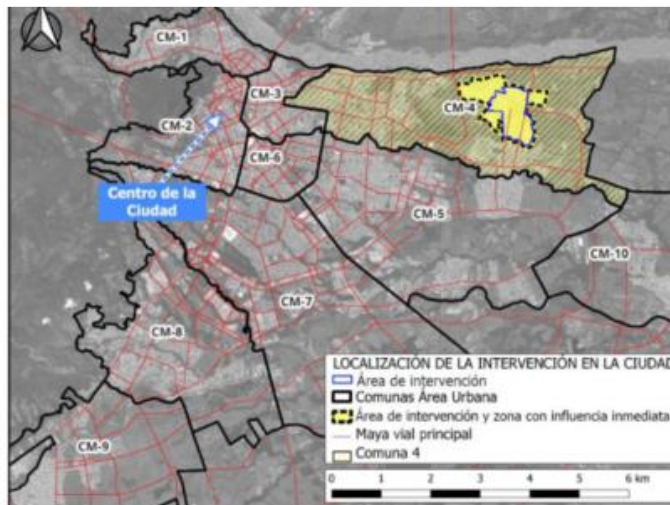 CM-1
CM-3
CM-4
CM-2
CM-6
Centro de la
Ciudad
CM-5
CM-10
CM-7
CM-8
CM-9
LOCALIZACIÓN DE LA INTERVENCIÓN EN LA CIUDAD
Área de intervención
Comunas Área Urbana
Área de intervención y zona con influencia inmediata
Maya vial principal
Comuna 4
0 1 2 3 4 5 6 km